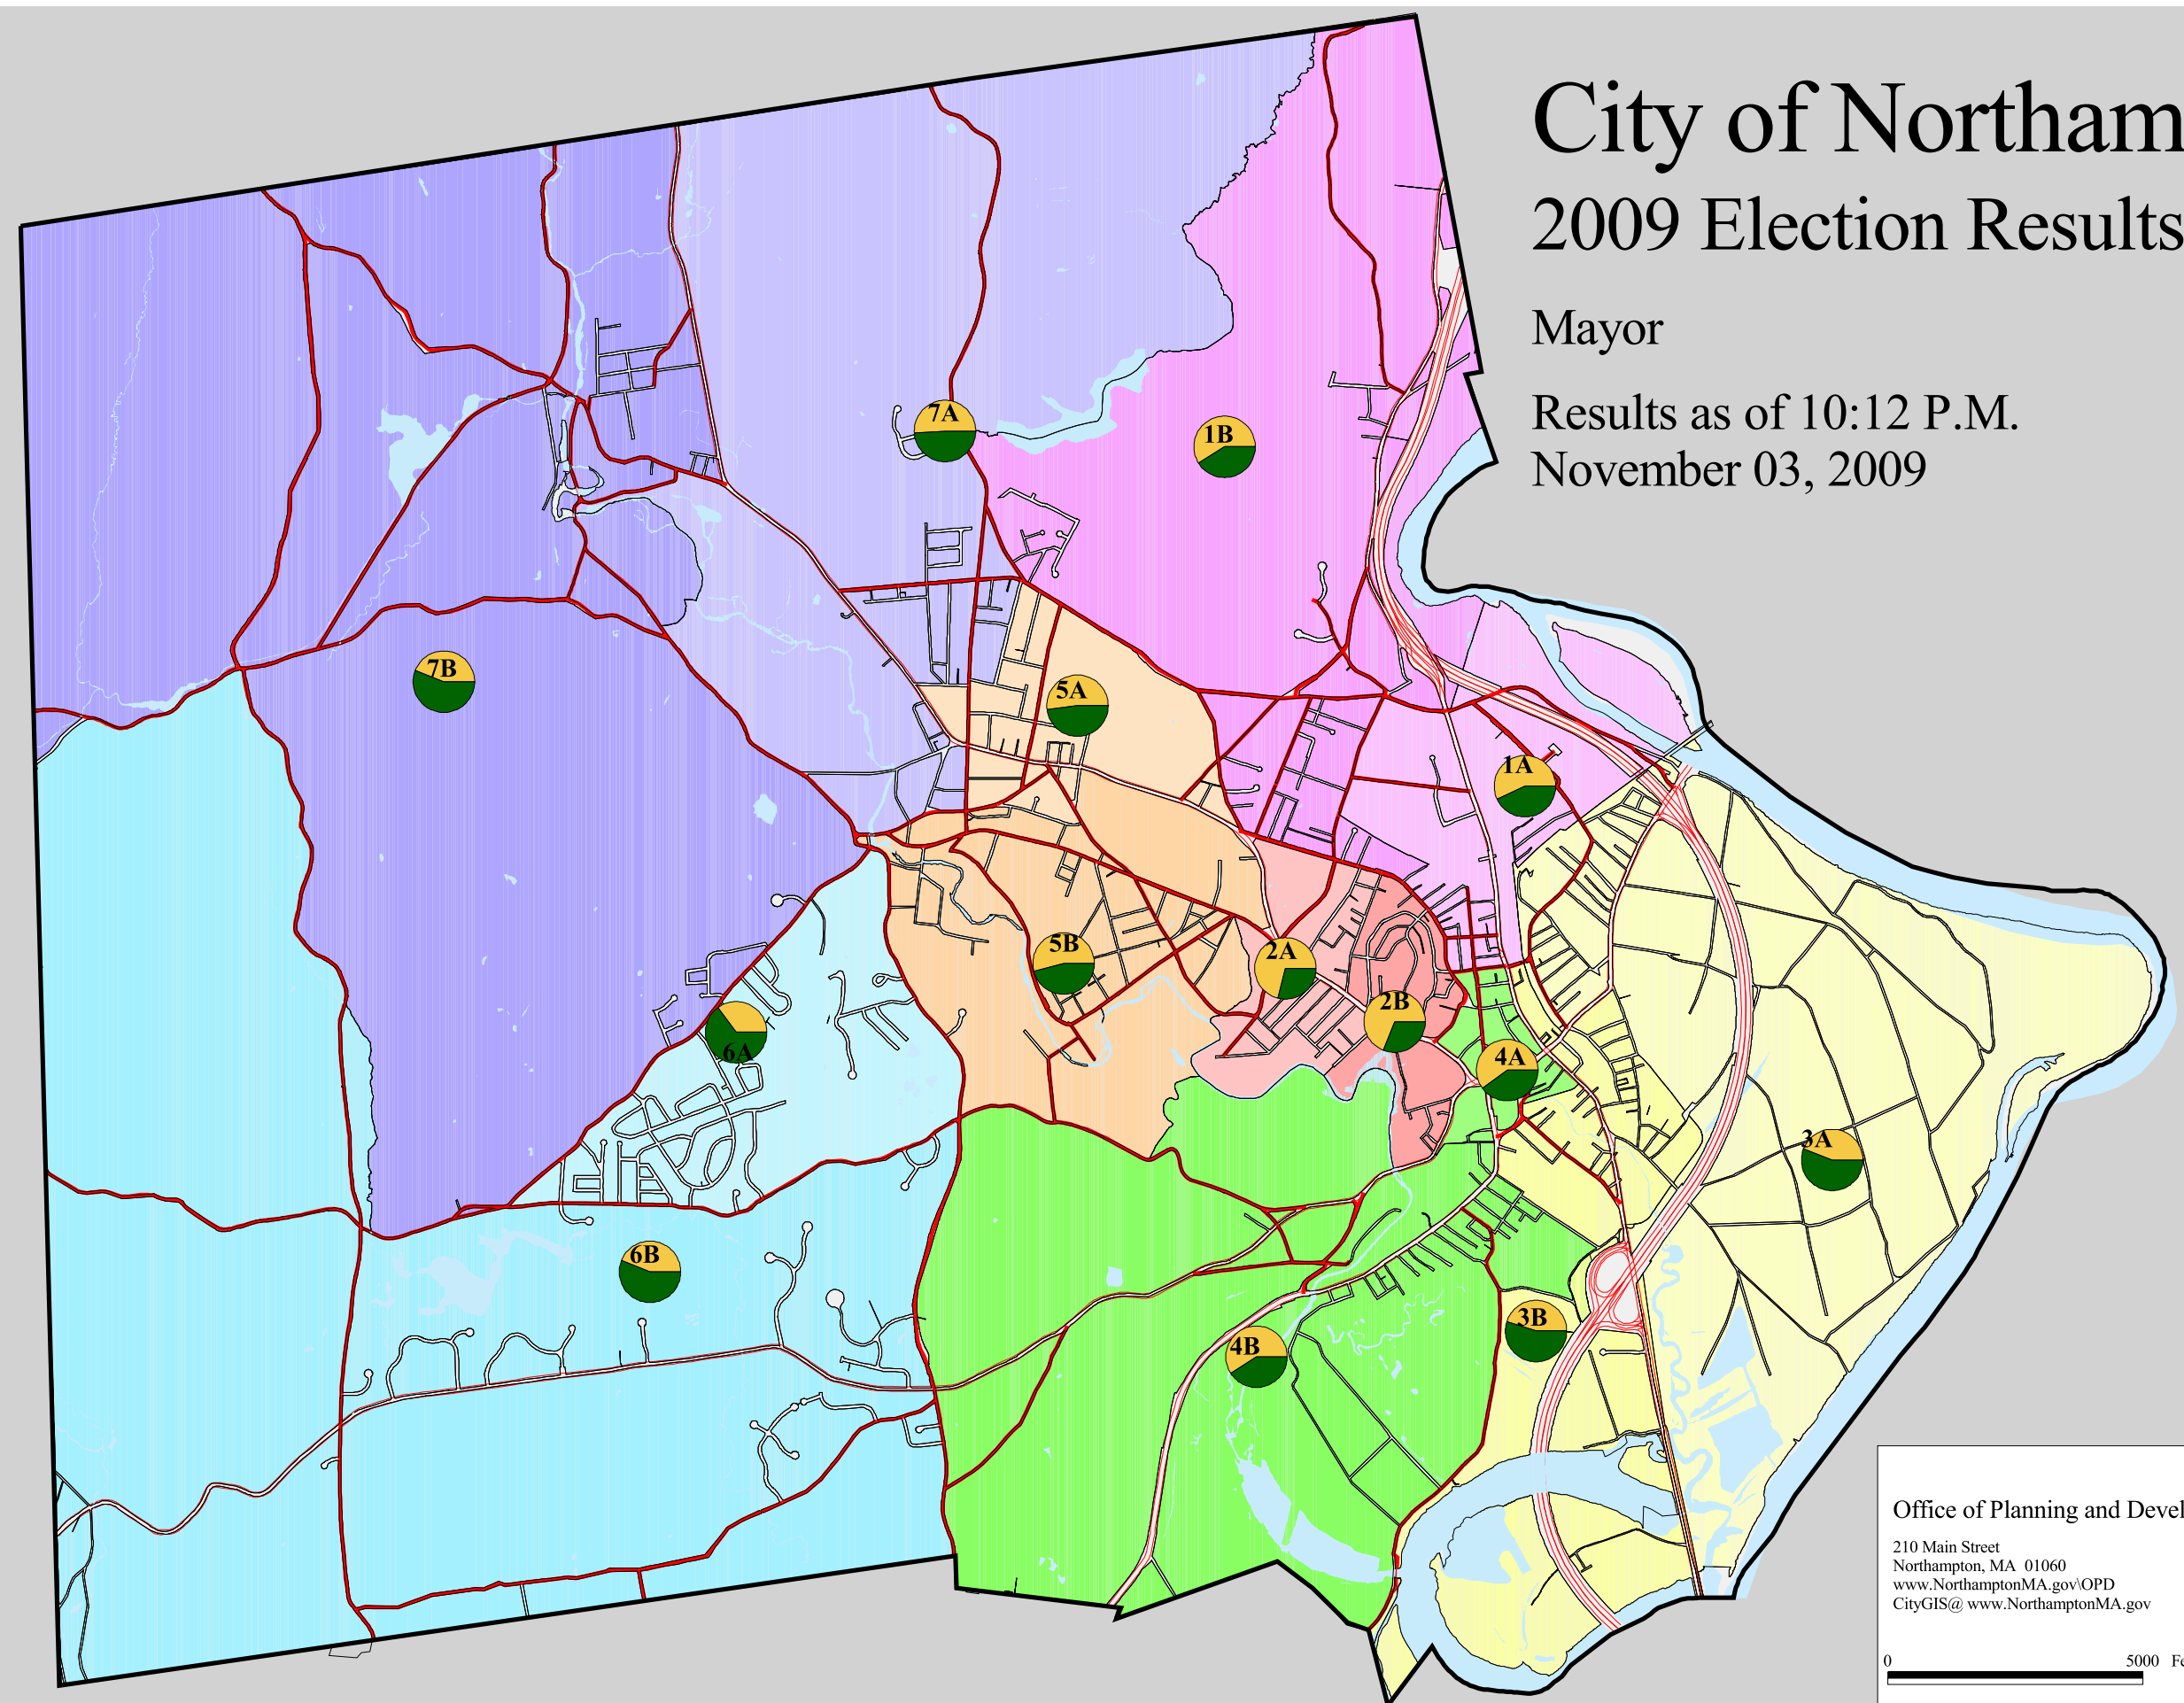 City of Northam
2009 Election Results
Mayor
Results as of 10:12 P.M.
November 03, 2009
7A
1B
7B
5A
1A
5B
2A
2B
6A
4A
3A
6B
3B
4B
Office of Planning and Devel
210 Main Street
Northampton, MA 01060
www.NorthamptonMA.gov\OPD
CityGIS@ www.NorthamptonMA.gov
0 5000 Fe